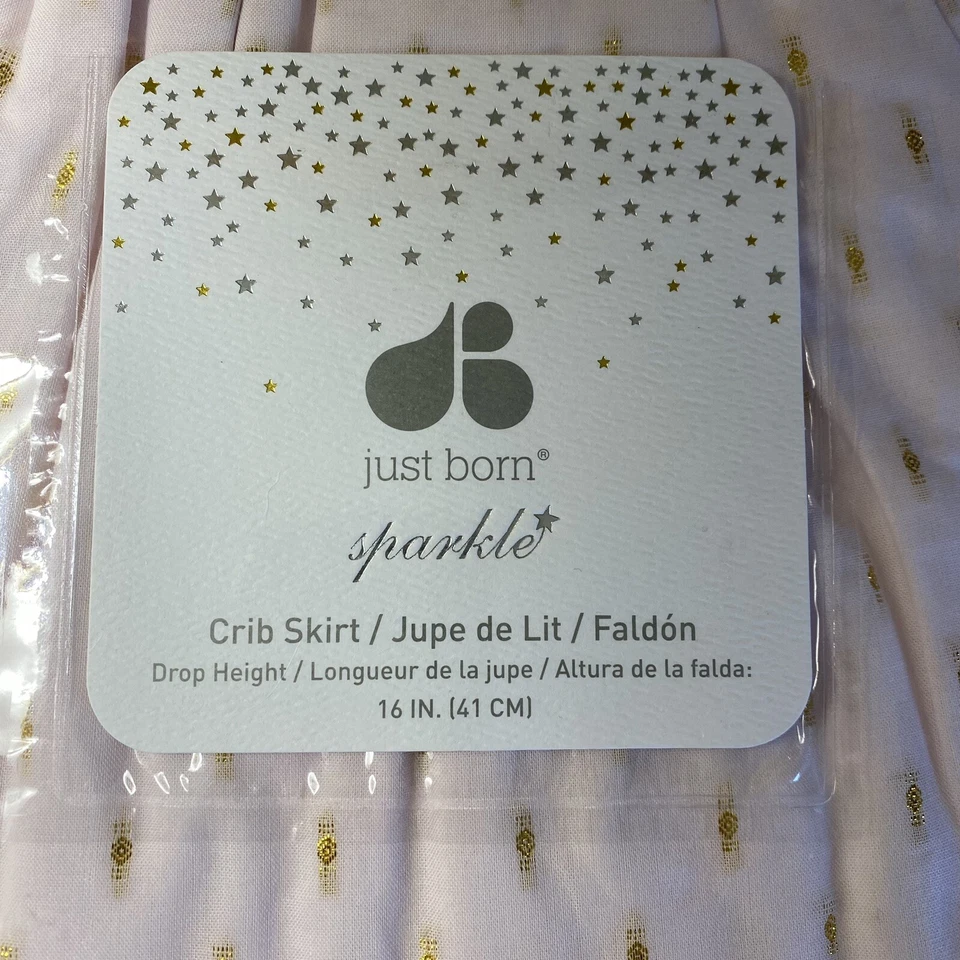 just born®
sparkle
Crib Skirt / Jupe de Lit / Faldón
Drop Height / Longueur de la jupe / Altura de la falda:
16 IN. (41 CM)